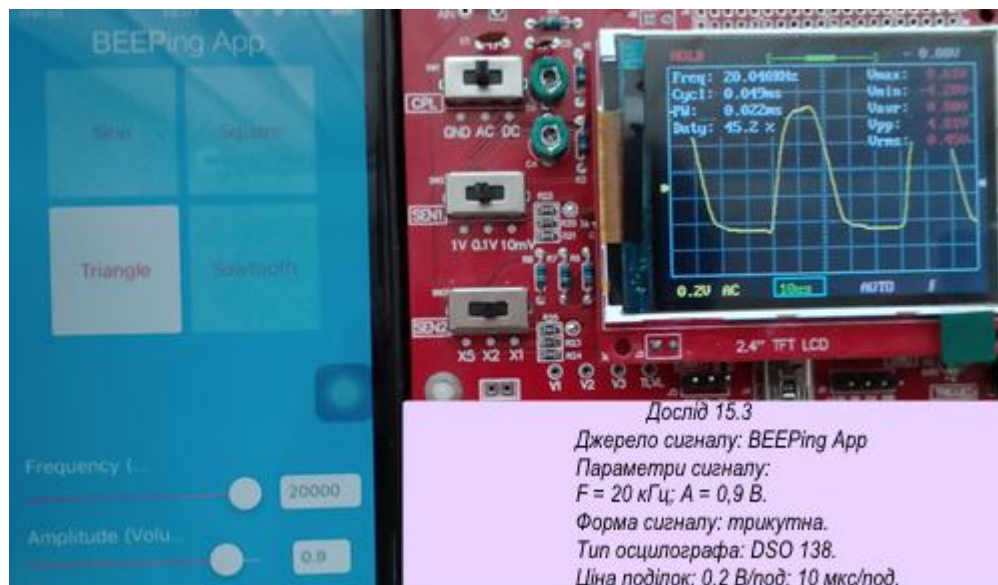 BEEPing App
Sine
Square
Triangle
Sawtooth
Frequency (...
20000
Amplitude (Volu...
0.9
CPL
GND AC DC
SEN1
1V 0.1V 10mV
SEN2
X5 X2 X1
V1 V2 V3 TLVL
HOLD
- 0.00V
Freq: 20.040KHz
Cycl: 0.049ms
-PW: 0.022ms
Duty: 45.2 %
Vmax:
Vmin:
Vavr:
Vpp:
Vrms:
0.2V AC
AUTO
2.4" TFT LCD
Дослід 15.3
Джерело сигналу: BEEPing App
Параметри сигналу:
F = 20 кГц; A = 0,9 В.
Форма сигналу: трикутна.
Тип осцилографа: DSO 138.
Ціна поділок: 0,2 В/под; 10 мкс/под.